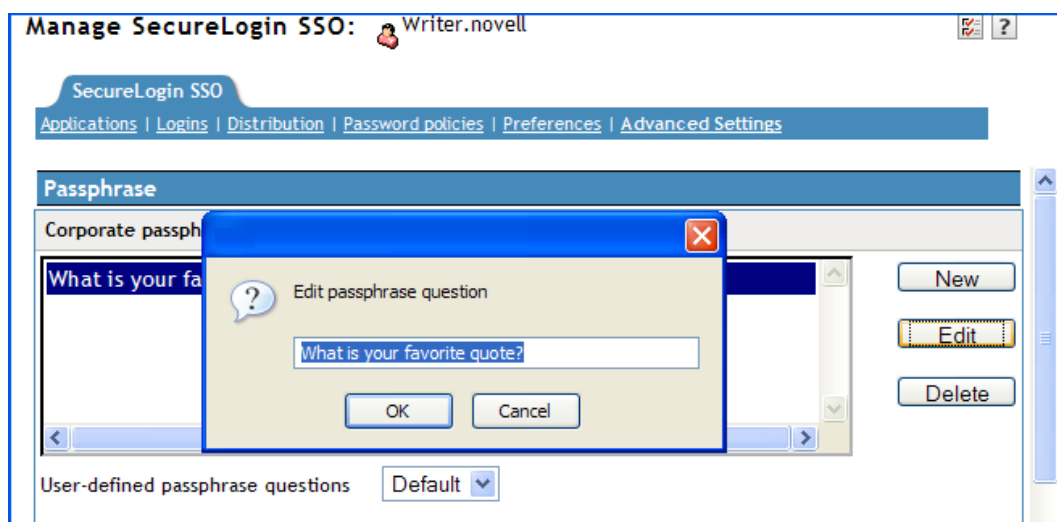 Manage SecureLogin SSO: Writer.novell
?
SecureLogin SSO
Applications | Logins | Distribution | Password policies | Preferences | Advanced Settings
Passphrase
Corporate passph
What is your fa
New
?
Edit passphrase question
Edit
What is your favorite quote?
Delete
OK
Cancel
User-defined passphrase questions
Default